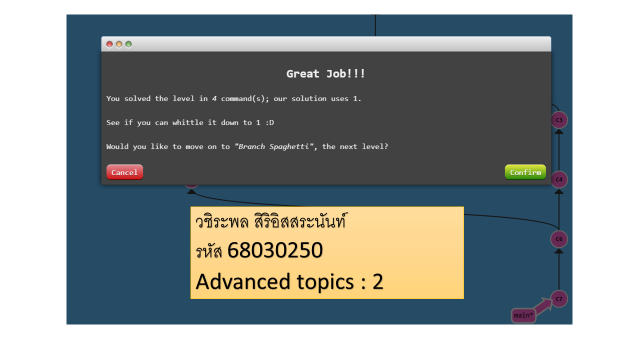 Great Job!!!
You solved the level in 4 command(s); our solution uses 1.
See if you can whittle it down to 1 :D
Would you like to move on to "Branch Spaghetti", the next level?
Cancel
Confirm
C3
C4
วชิระพล สิริอิสสระนันท์
รหัส 68030250
Advanced topics : 2
C6
C7
main*